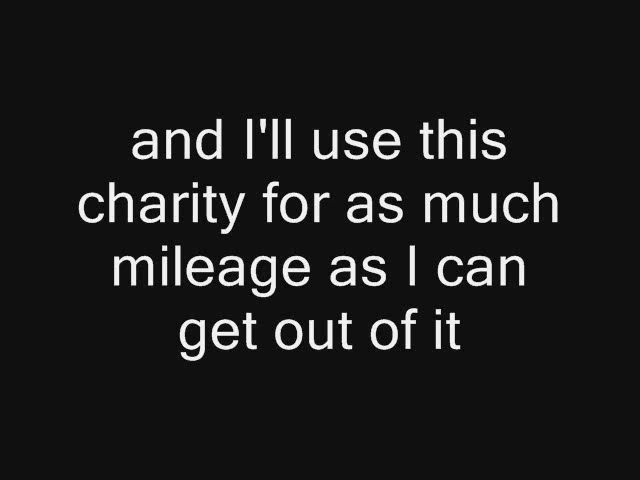 and I'll use this
charity for as much
mileage as I can
get out of it